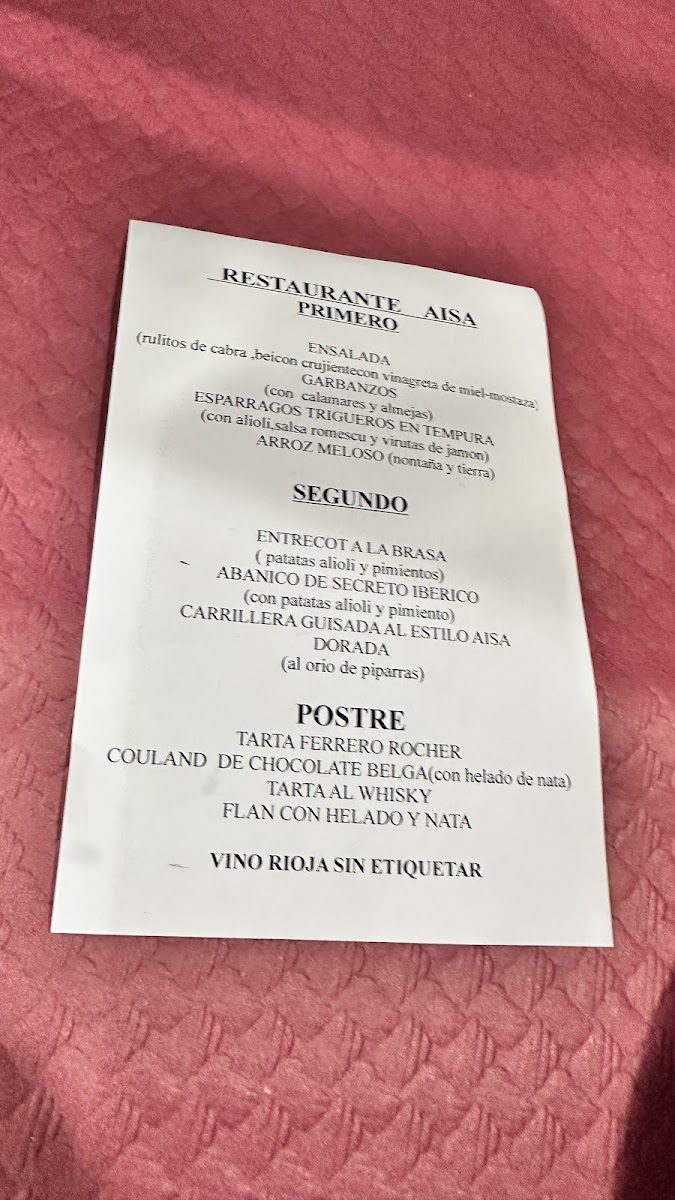 RESTAURANTE AISA
PRIMERO
ENSALADA
(rulitos de cabra ,beicon crujientecon vinagreta de miel-mostaza)
GARBANZOS
(con calamares y almejas)
ESPARRAGOS TRIGUEROS EN TEMPURA
(con alioli,salsa romescu y virutas de jamon)
ARROZ MELOSO (nontaña y tierra)
SEGUNDO
ENTRECOT A LA BRASA
( patatas alioli y pimientos)
ABANICO DE SECRETO IBERICO
(con patatas alioli y pimiento)
CARRILLERA GUISADA AL ESTILO AISA
DORADA
(al orio de piparras)
POSTRE
TARTA FERRERO ROCHER
COULAND DE CHOCOLATE BELGA(con helado de nata)
TARTA AL WHISKY
FLAN CON HELADO Y NATA
VINO RIOJA SIN ETIQUETAR